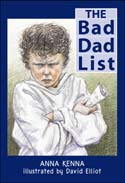 THE
Bad
Dad
List
ANNA KENNA
illustrated by David Elliot